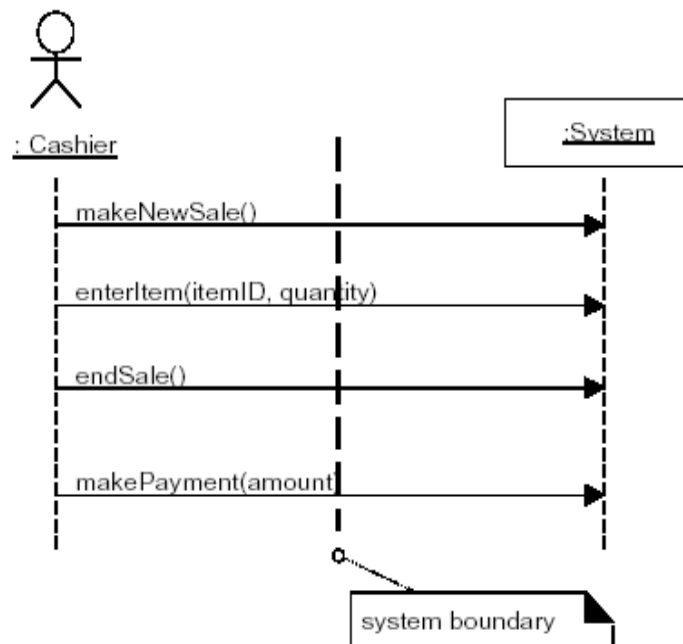 : Cashier
:System
makeNewSale()
enterItem(itemID, quantity)
endSale()
makePayment(amount)
system boundary